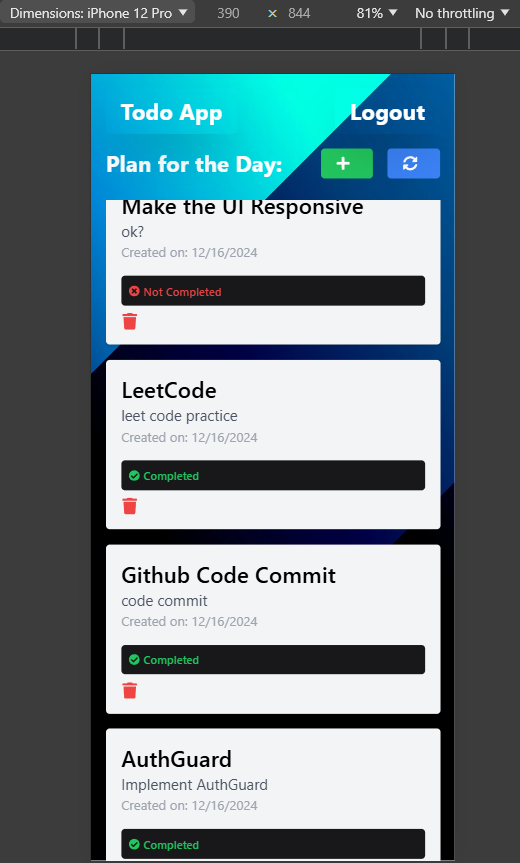 Dimensions: iPhone 12 Pro 390 × 844 81% No throttling
Todo App Logout
Plan for the Day:
Make the UI Responsive
ok?
Created on: 12/16/2024
Not Completed
LeetCode
leet code practice
Created on: 12/16/2024
Completed
Github Code Commit
code commit
Created on: 12/16/2024
Completed
AuthGuard
Implement AuthGuard
Created on: 12/16/2024
Completed